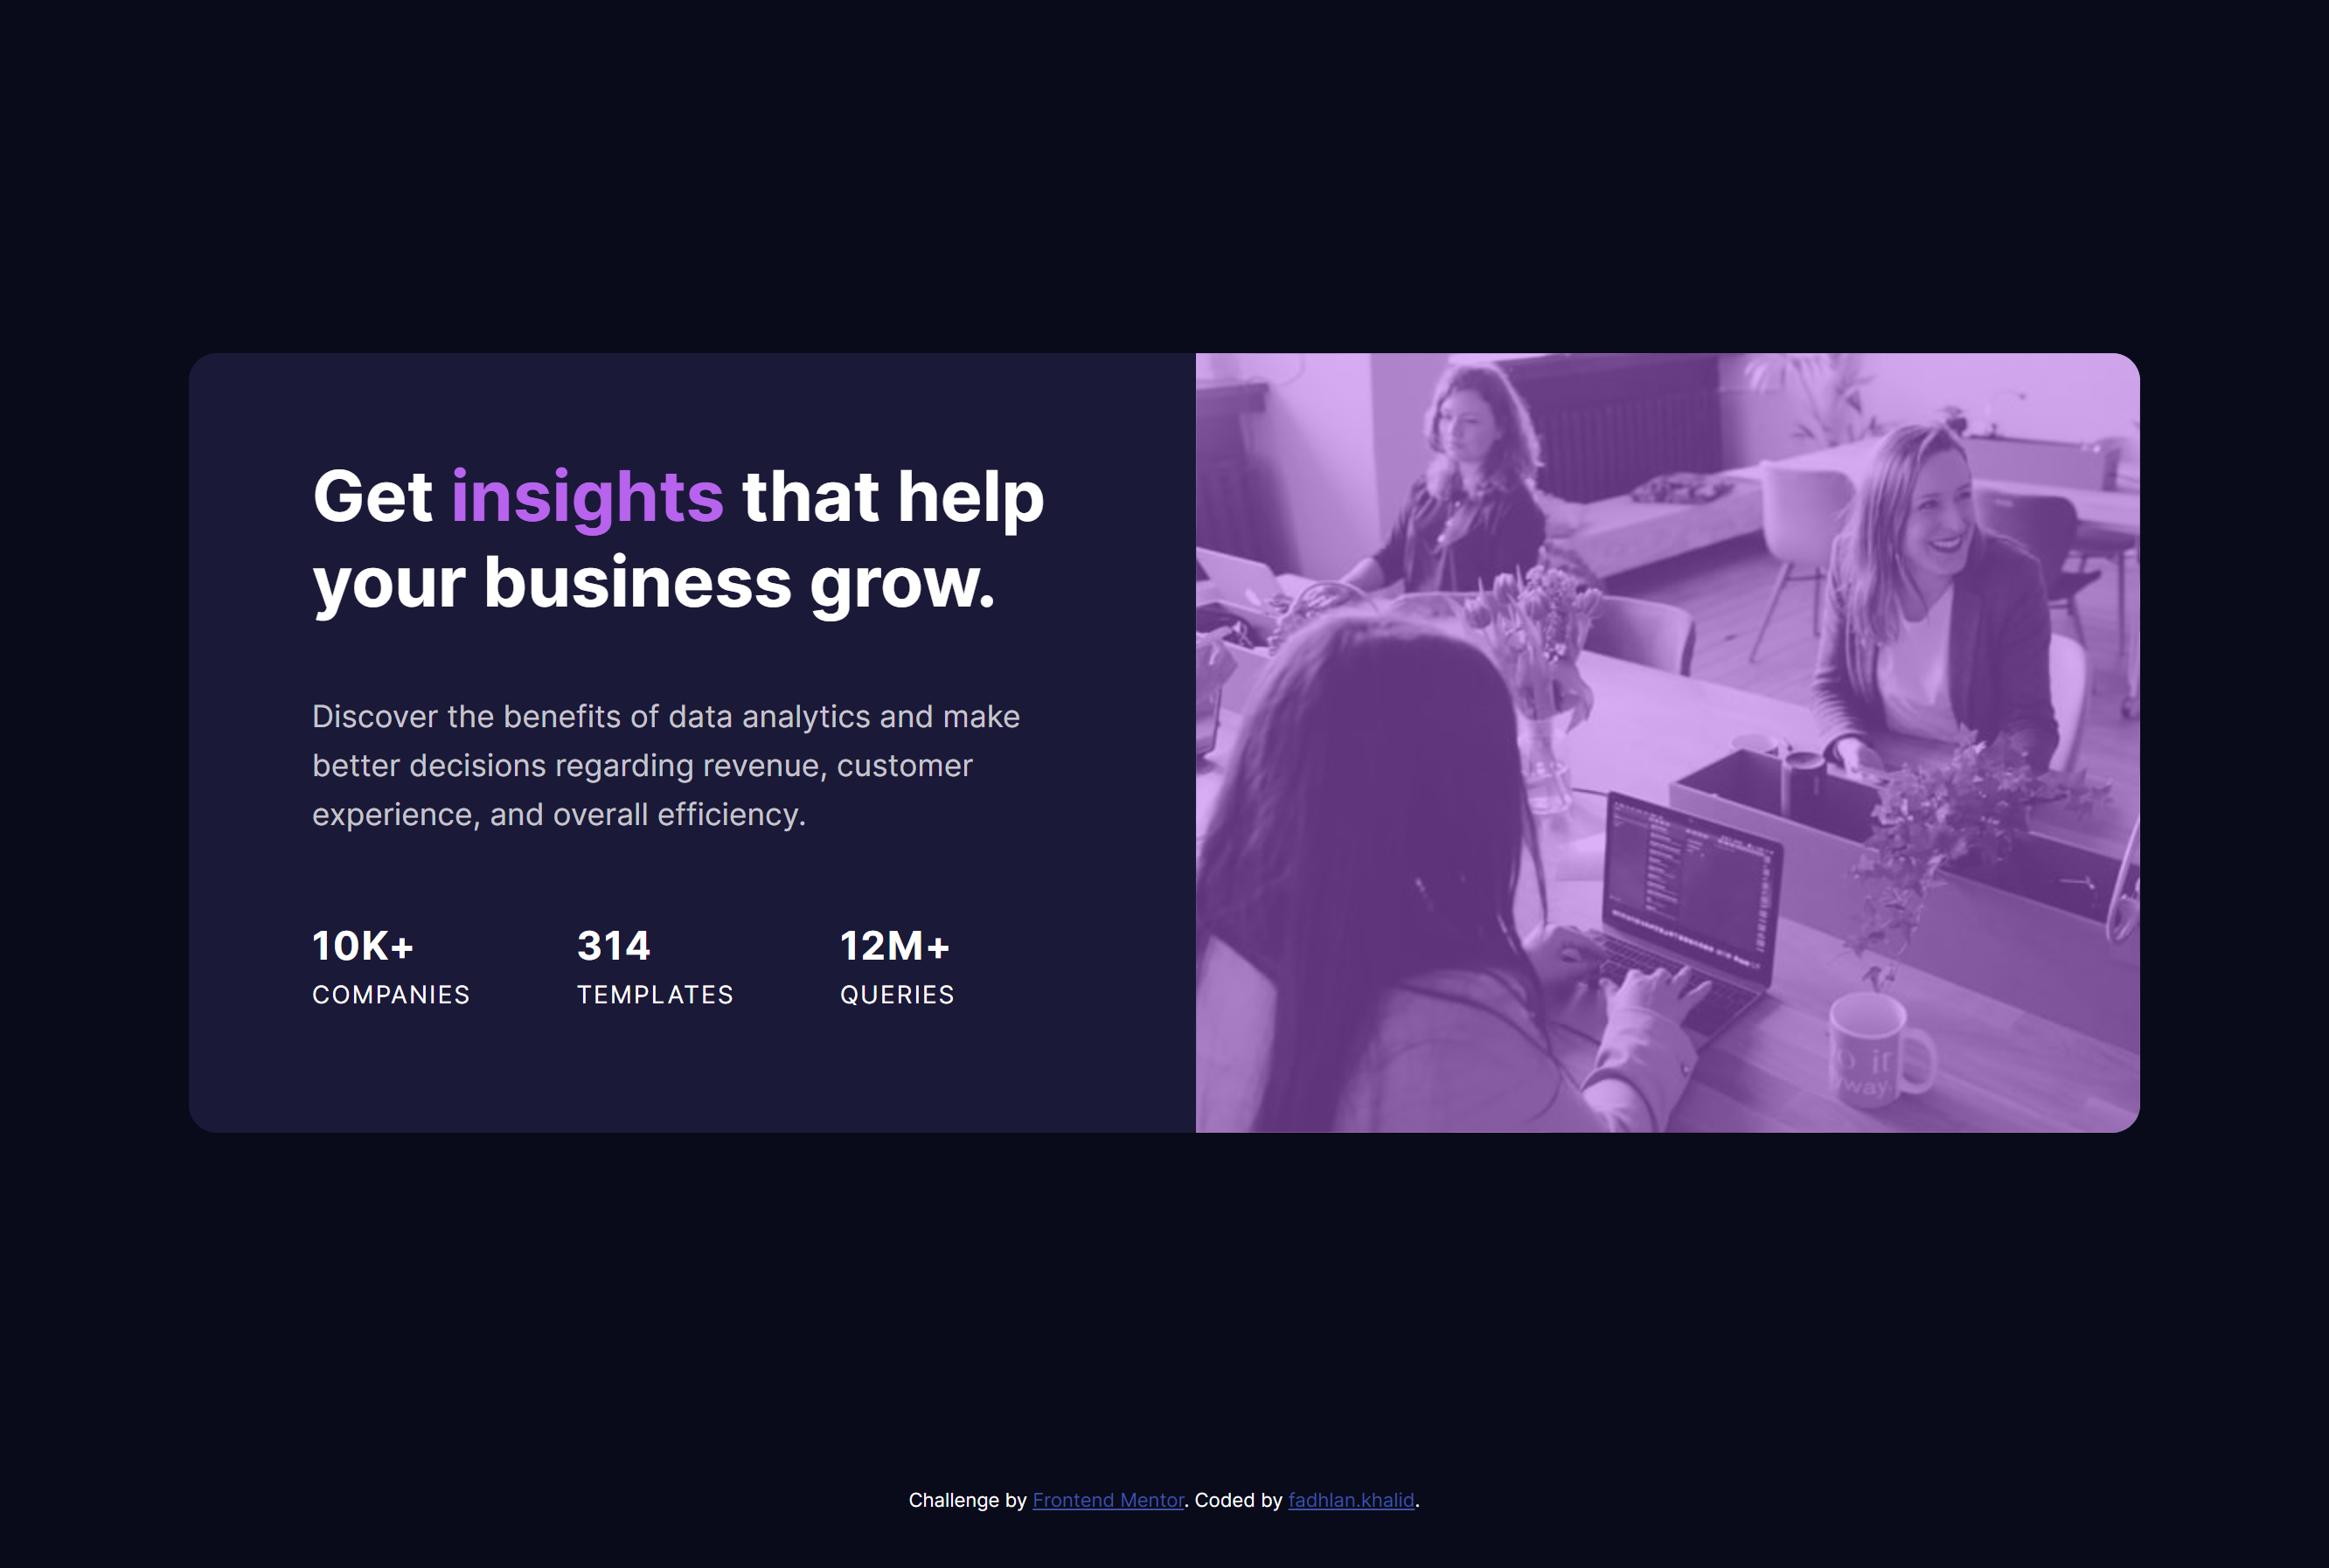 Get insights that help
your business grow.
Discover the benefits of data analytics and make
better decisions regarding revenue, customer
experience, and overall efficiency.
10K+ 314 12M+
COMPANIES TEMPLATES QUERIES
way.
Challenge by Frontend Mentor. Coded by fadhlan.khalid.